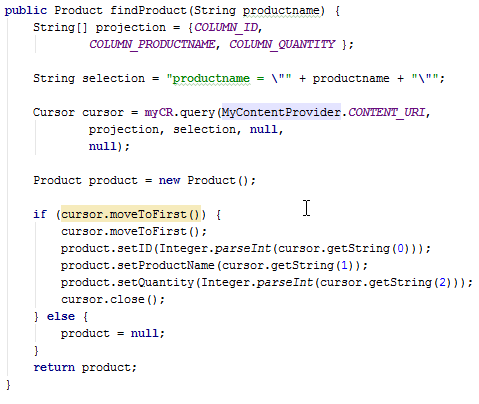 public Product findProduct(String productname) {
    String[] projection = {COLUMN_ID,
            COLUMN_PRODUCTNAME, COLUMN_QUANTITY };
    String selection = "productname = \"" + productname + "\"";
    Cursor cursor = myCR.query(MyContentProvider.CONTENT_URI,
            projection, selection, null,
            null);
    Product product = new Product();
    if (cursor.moveToFirst()) {
        cursor.moveToFirst();
        product.setID(Integer.parseInt(cursor.getString(0)));
        product.setProductName(cursor.getString(1));
        product.setQuantity(Integer.parseInt(cursor.getString(2)));
        cursor.close();
    } else {
        product = null;
    }
    return product;
}